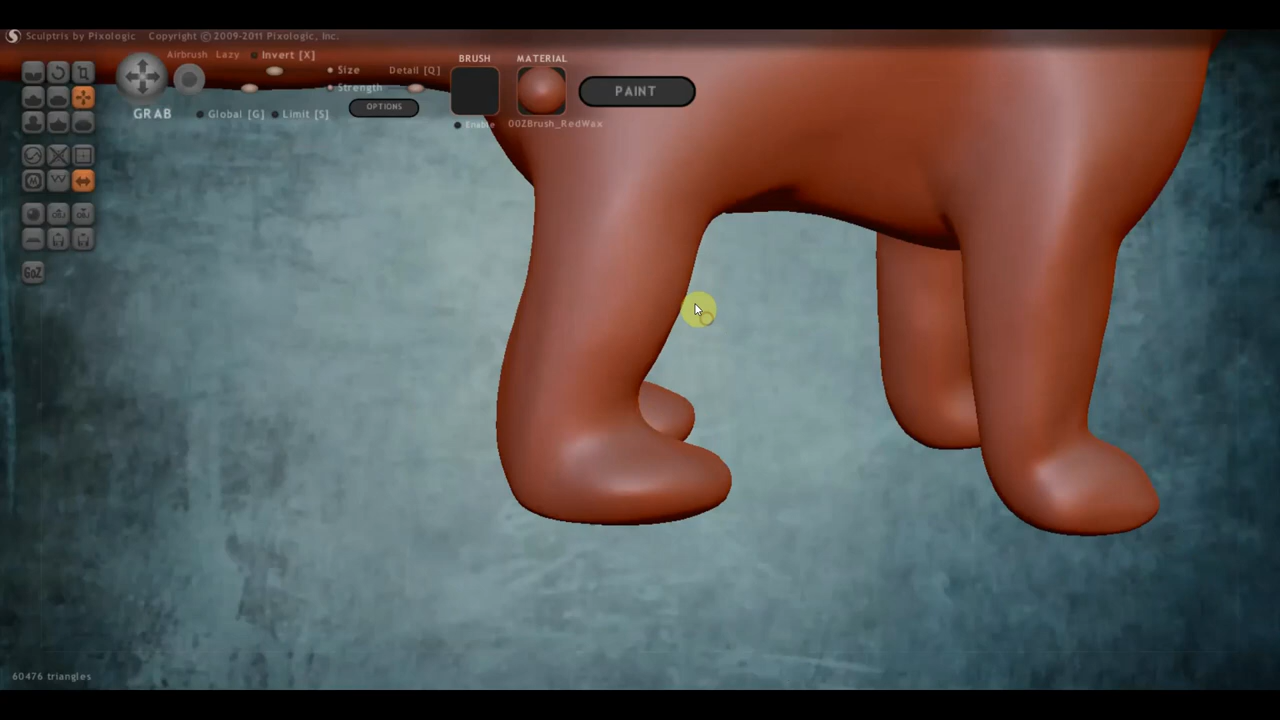 Sculptris by Pixologic Copyright © 2009-2011 Pixologic, Inc.
Airbrush Lazy Invert [X]
BRUSH MATERIAL
Size Detail [Q]
Strength
PAINT
OPTIONS
GRAB Global [G] Limit [S]
Enable 00ZBrush_RedWax
GoZ
60476 triangles